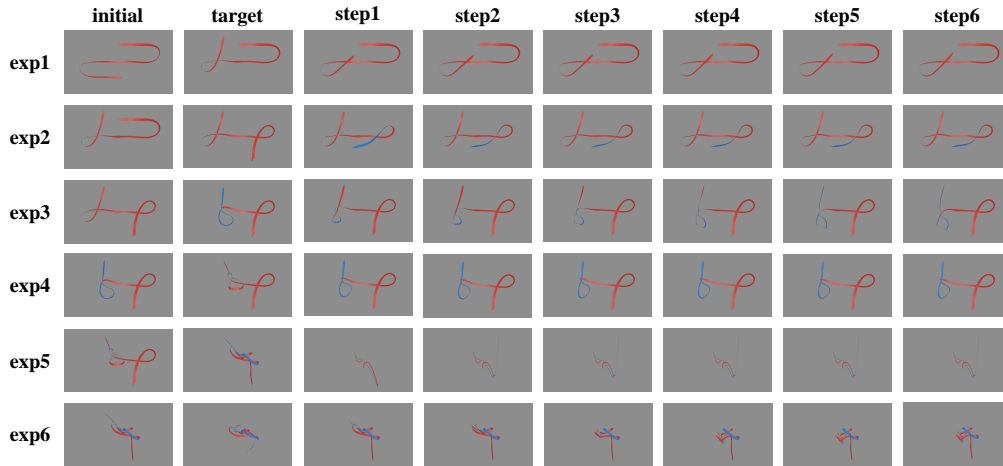 initial target step1 step2 step3 step4 step5 step6
exp1
exp2
exp3
exp4
exp5
exp6